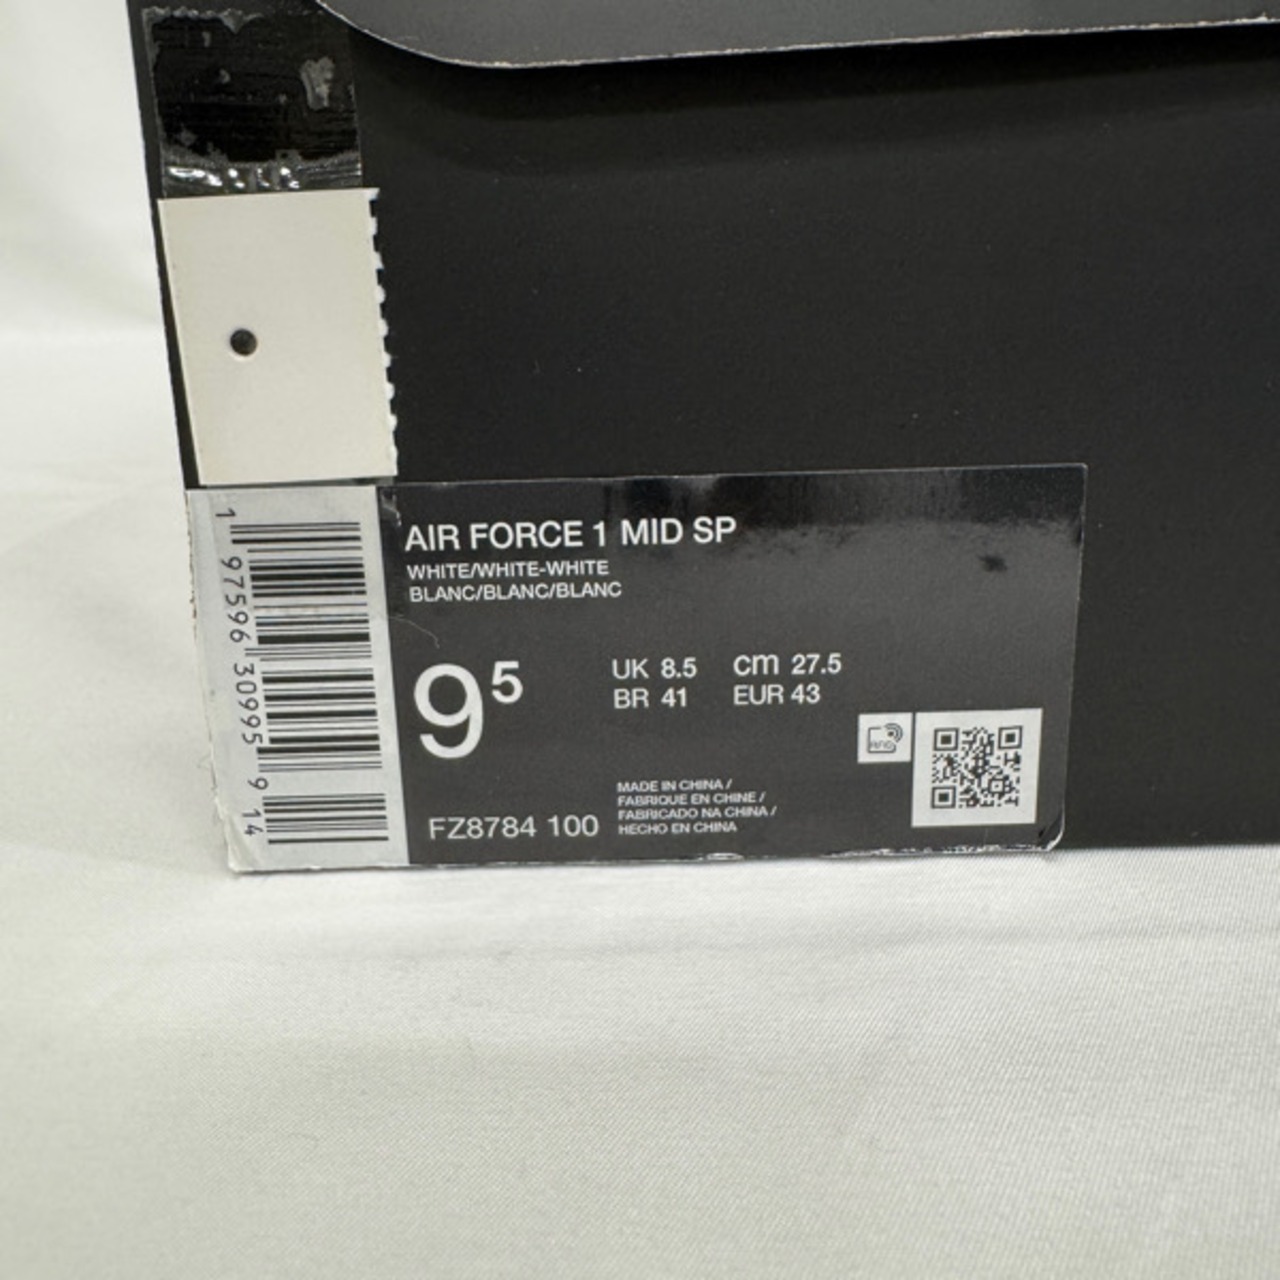 AIR FORCE 1 MID SP
WHITE/WHITE-WHITE
BLANC/BLANC/BLANC
9⁵
UK 8.5 cm 27.5
BR 41 EUR 43
RFID
MADE IN CHINA /
FABRIQUE EN CHINE /
FABRICADO NA CHINA /
HECHO EN CHINA
FZ8784 100
1 97596 30995 9 14